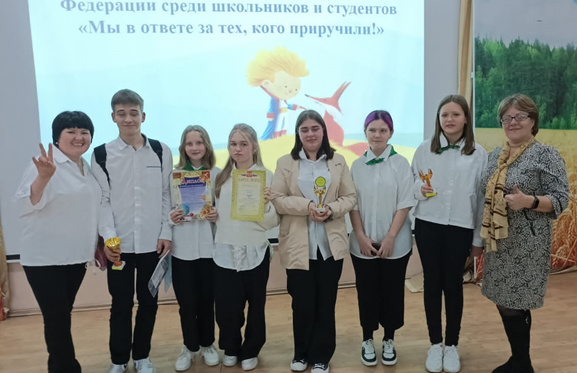 Федерации среди школьников и студентов
«Мы в ответе за тех, кого приручили!»